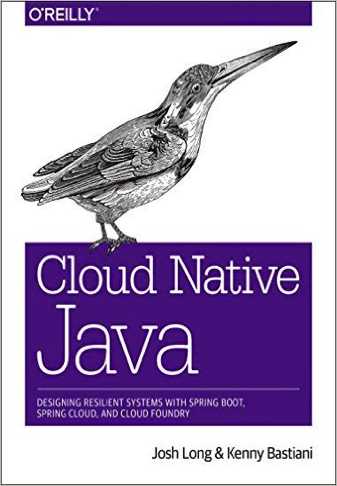 O'REILLY®
Cloud Native
Java
DESIGNING RESILIENT SYSTEMS WITH SPRING BOOT,
SPRING CLOUD, AND CLOUD FOUNDRY
Josh Long & Kenny Bastiani